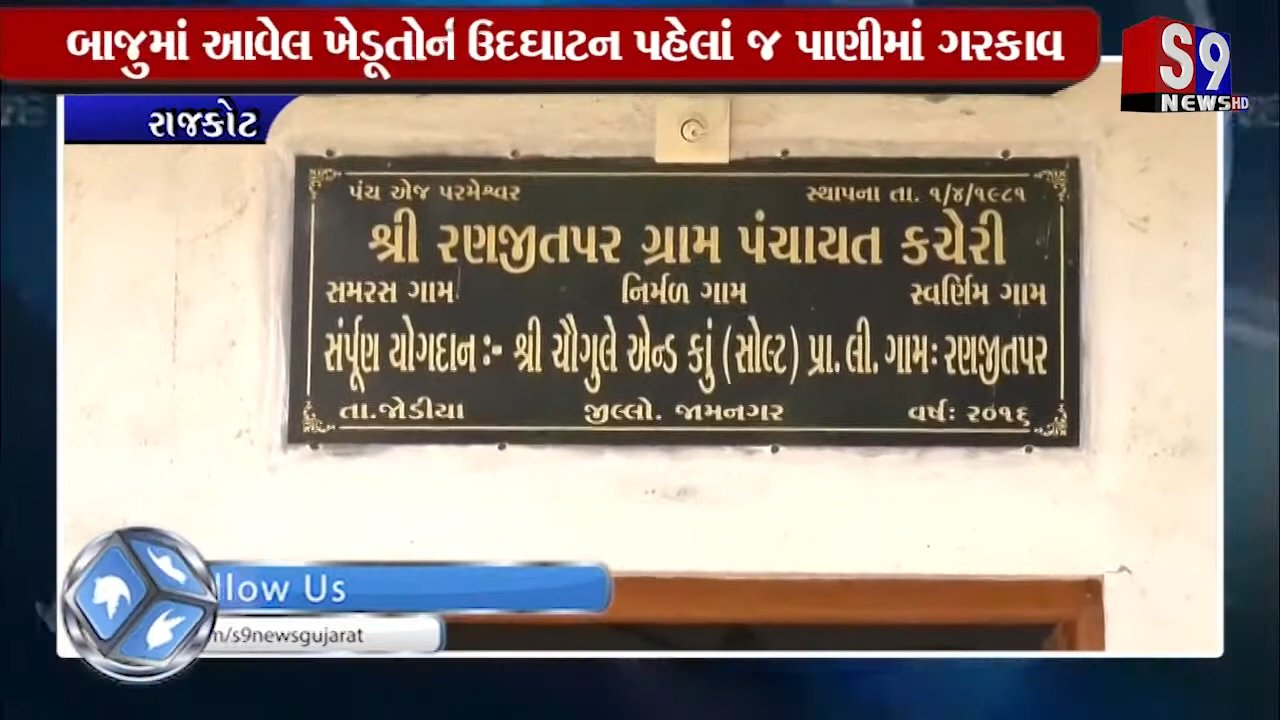 બાજુમાં આવેલ ખેડૂતોનં ઉદઘાટન પહેલાં જ પાણીમાં ગરકાવ
S9
NEWS HD
રાજકોટ
પંચ એજ પરમેશ્વર સ્થાપના તા. ૧/૪/૧૯૮૧
શ્રી રણજીતપર ગ્રામ પંચાયત કચેરી
સમરસ ગામ નિર્મળ ગામ સ્વર્ણિમ ગામ
સંર્પૂણ યોગદાન :- શ્રી ચૌગુલે એન્ડ કાું (સોલ્ટ) પ્રા. લી. ગામઃ રણજીતપર
તા.જોડીયા જીલ્લો. જામનગર વર્ષઃ ૨૦૧૬
llow Us
m/s9newsgujarat